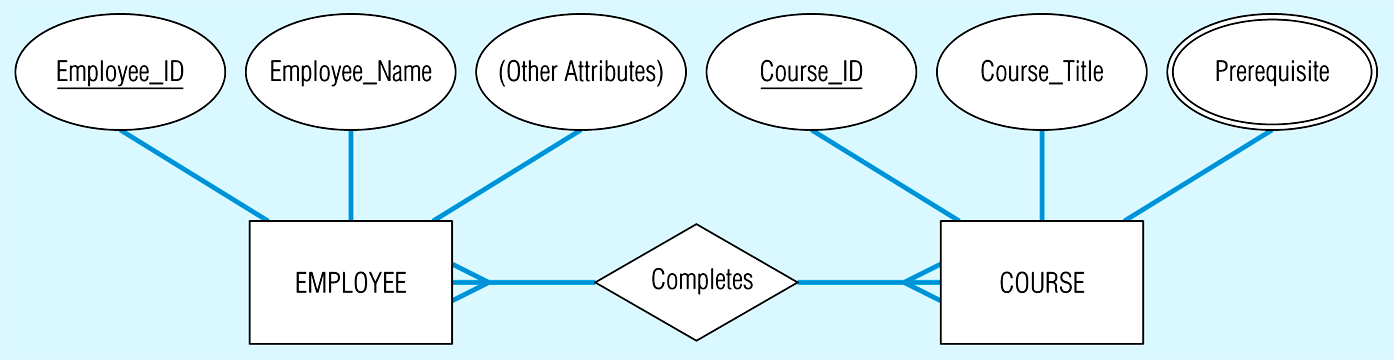 Employee_ID
Employee_Name
(Other Attributes)
Course_ID
Course_Title
Prerequisite
EMPLOYEE
Completes
COURSE